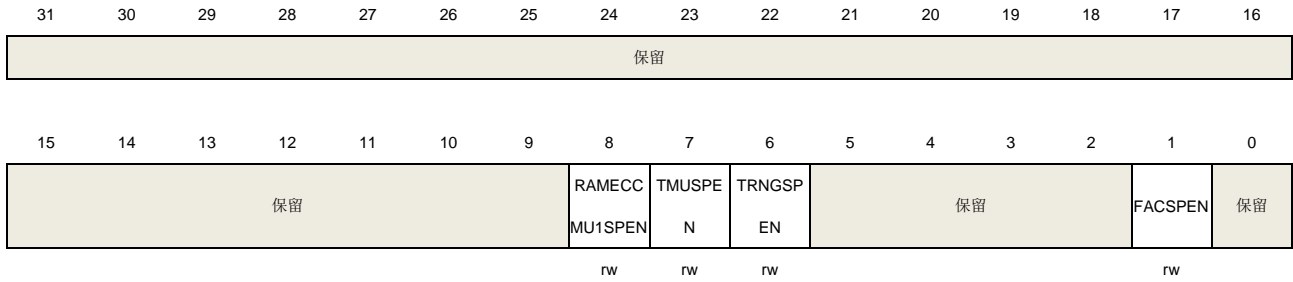 31 30 29 28 27 26 25 24 23 22 21 20 19 18 17 16
保留
15 14 13 12 11 10 9 8 7 6 5 4 3 2 1 0
保留 RAMECC MU1SPEN TMUSPE N TRNGSP EN 保留 FACSPEN 保留
rw rw rw rw